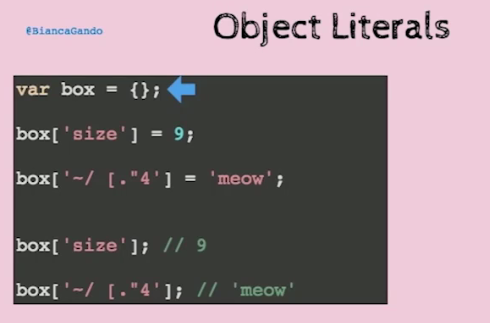 @BiancaGando
Object Literals
var box = {};
box['size'] = 9;
box['~/ [."4'] = 'meow';
box['size']; // 9
box['~/ [."4']; // 'meow'